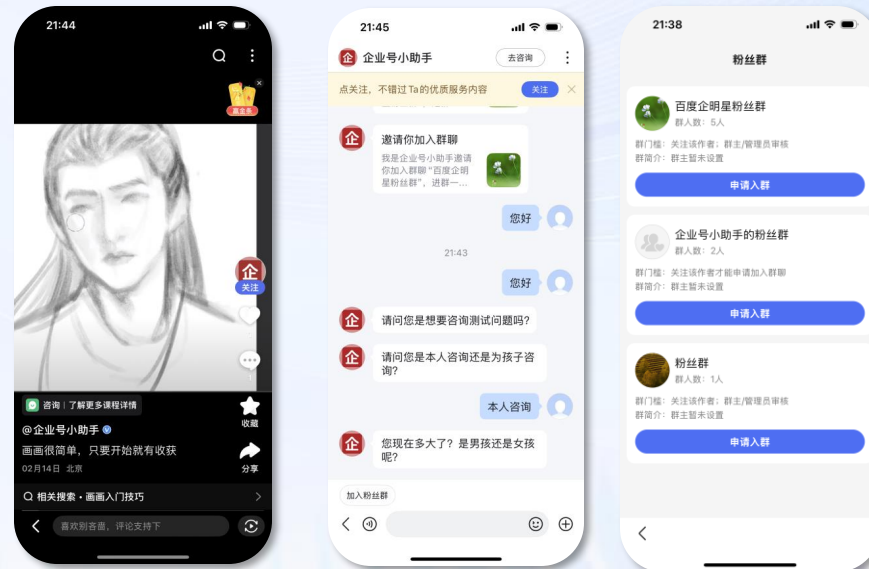 21:44
赢金条
企
关注
咨询｜了解更多课程详情
收藏
@企业号小助手
画画很简单，只要开始就有收获
02月14日 北京
分享
相关搜索·画画入门技巧
喜欢别吝啬，评论支持下
21:45
企 企业号小助手
去咨询
点关注，不错过Ta的优质服务内容
关注
企
邀请你加入群聊
我是企业号小助手邀请
你加入群聊“百度企明
星粉丝群”，进群一...
您好
21:43
您好
企 请问您是想要咨询测试问题吗?
企 请问您是本人咨询还是为孩子咨
询?
本人咨询
企 您现在多大了？是男孩还是女孩
呢?
加入粉丝群
21:38
粉丝群
百度企明星粉丝群
群人数：5人
群门槛：关注该作者；群主/管理员审核
群简介：群主暂未设置
申请入群
企业号小助手的粉丝群
群人数：2人
群门槛：关注该作者才能申请加入群聊
群简介：群主暂未设置
申请入群
粉丝群
群人数：1人
群门槛：关注该作者；群主/管理员审核
群简介：群主暂未设置
申请入群